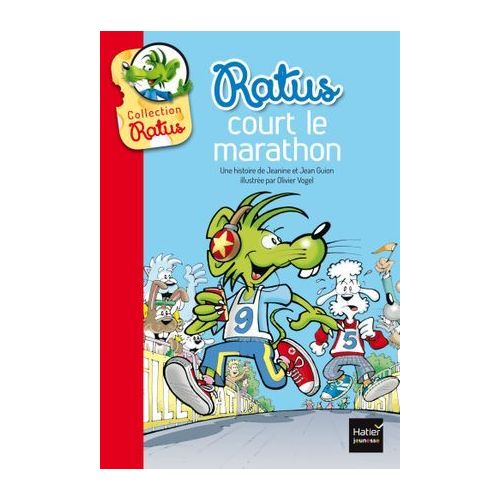 Collection
Ratus
Ratus
court le
marathon
Une histoire de Jeanine et Jean Guion
illustrée par Olivier Vogel
9
5
Hatier
jeunesse